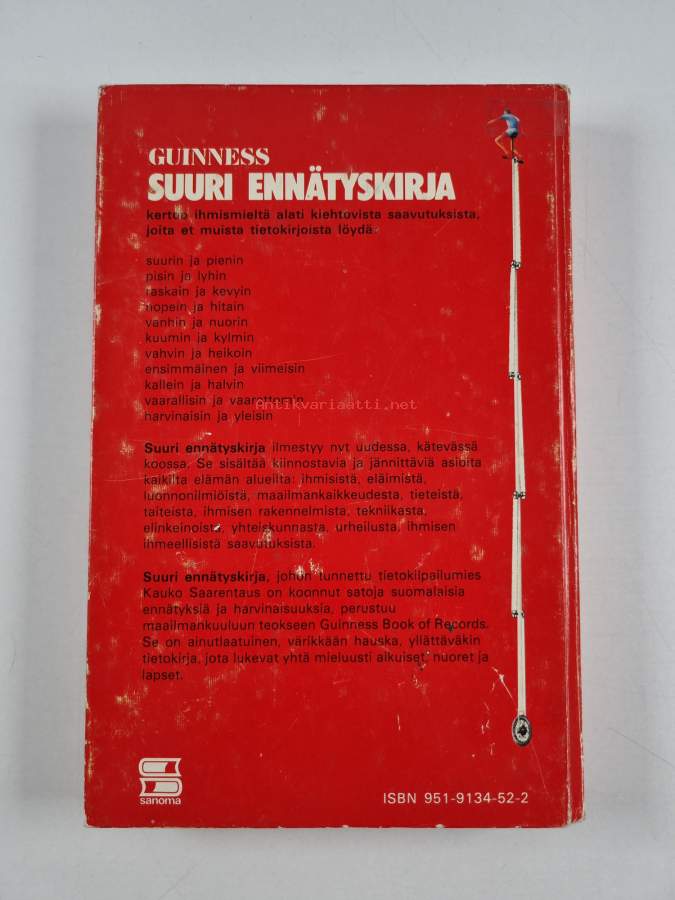 GUINNESS
SUURI ENNÄTYSKIRJA
kertoo ihmismieltä alati kiehtovista saavutuksista,
joita et muista tietokirjoista löydä:
suurin ja pienin
pisin ja lyhin
raskain ja kevyin
nopein ja hitain
vanhin ja nuorin
kuumin ja kylmin
vahvin ja heikoin
ensimmäinen ja viimeisin
kallein ja halvin
vaarallisin ja vaarattomin
Antikvariaatti.net
harvinaisin ja yleisin
Suuri ennätyskirja ilmestyy nyt uudessa, kätevässä
koossa. Se sisältää kiinnostavia ja jännittäviä asioita
kaikilta elämän alueilta: ihmisistä, eläimistä,
luonnonilmiöistä, maailmankaikkeudesta, tieteistä,
taiteista, ihmisen rakennelmista, tekniikasta,
elinkeinoista, yhteiskunnasta, urheilusta, ihmisen
ihmeellisistä saavutuksista.
Suuri ennätyskirja, johon tunnettu tietokilpailumies
Kauko Saarentaus on koonnut satoja suomalaisia
ennätyksiä ja harvinaisuuksia, perustuu
maailmankuuluun teokseen Guinness Book of Records.
Se on ainutlaatuinen, värikkään hauska, yllättäväkin
tietokirja, jota lukevat yhtä mieluusti aikuiset, nuoret ja
lapset.
sanoma
ISBN 951-9134-52-2